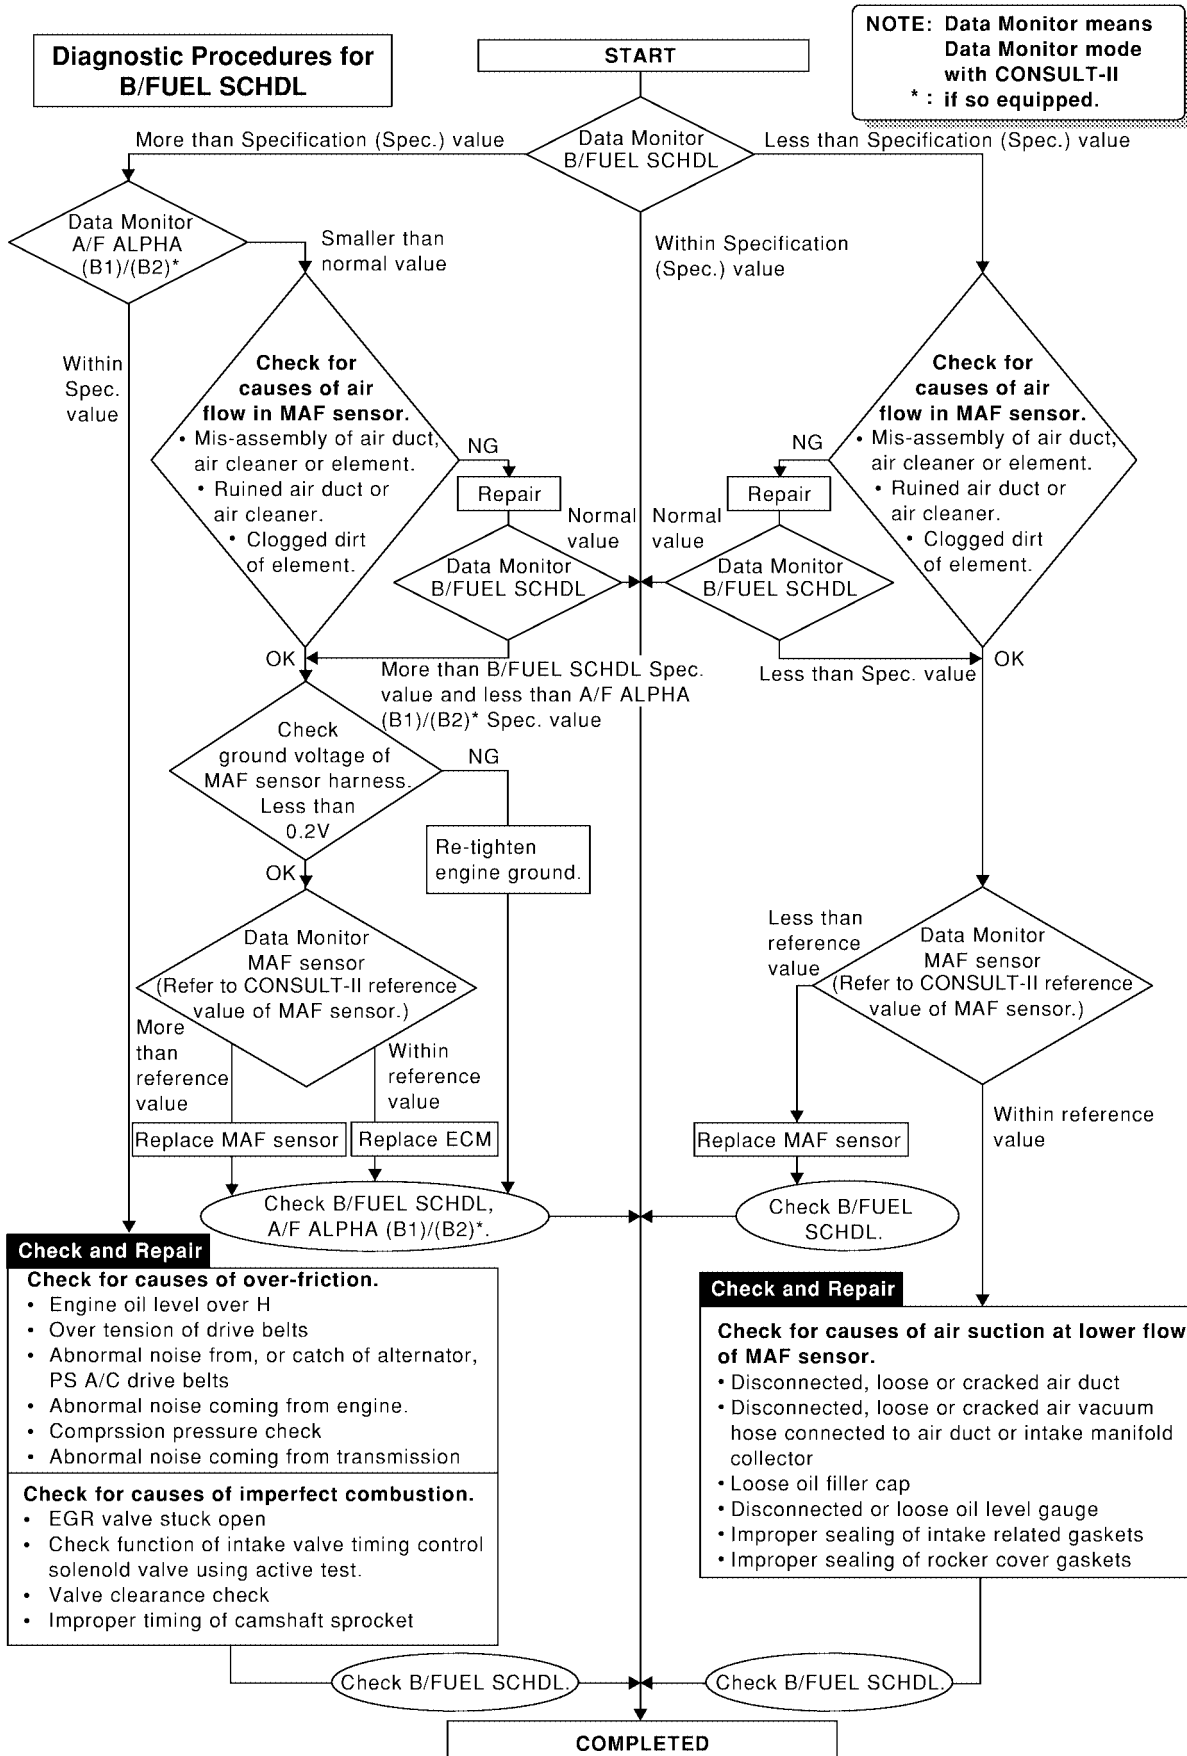 Diagnostic Procedures for
B/FUEL SCHDL
START
NOTE: Data Monitor means
Data Monitor mode
with CONSULT-II
* : if so equipped.
More than Specification (Spec.) value
Data Monitor
B/FUEL SCHDL
Less than Specification (Spec.) value
Data Monitor
A/F ALPHA
(B1)/(B2)*
Smaller than
normal value
Within Specification
(Spec.) value
Within
Spec.
value
Check for
causes of air
flow in MAF sensor.
• Mis-assembly of air duct,
air cleaner or element.
• Ruined air duct or
air cleaner.
• Clogged dirt
of element.
NG
Repair
Normal
value
Data Monitor
B/FUEL SCHDL
NG
Repair
Normal
value
Data Monitor
B/FUEL SCHDL
Check for
causes of air
flow in MAF sensor.
• Mis-assembly of air duct,
air cleaner or element.
• Ruined air duct or
air cleaner.
• Clogged dirt
of element.
OK
More than B/FUEL SCHDL Spec.
value and less than A/F ALPHA
(B1)/(B2)* Spec. value
Less than Spec. value
OK
Check
ground voltage of
MAF sensor harness.
Less than
0.2V
NG
Re-tighten
engine ground.
OK
Data Monitor
MAF sensor
(Refer to CONSULT-II reference
value of MAF sensor.)
Less than
reference
value
Data Monitor
MAF sensor
(Refer to CONSULT-II reference
value of MAF sensor.)
More
than
reference
value
Within
reference
value
Within reference
value
Replace MAF sensor
Replace ECM
Replace MAF sensor
Check B/FUEL SCHDL,
A/F ALPHA (B1)/(B2)*.
Check B/FUEL
SCHDL.
Check and Repair
Check for causes of over-friction.
• Engine oil level over H
• Over tension of drive belts
• Abnormal noise from, or catch of alternator,
PS A/C drive belts
• Abnormal noise coming from engine.
• Comprssion pressure check
• Abnormal noise coming from transmission
Check for causes of imperfect combustion.
• EGR valve stuck open
• Check function of intake valve timing control
solenold valve using active test.
• Valve clearance check
• Improper timing of camshaft sprocket
Check and Repair
Check for causes of air suction at lower flow
of MAF sensor.
• Disconnected, loose or cracked air duct
• Disconnected, loose or cracked air vacuum
hose connected to air duct or intake manifold
collector
• Loose oil filler cap
• Disconnected or loose oil level gauge
• Improper sealing of intake related gaskets
• Improper sealing of rocker cover gaskets
Check B/FUEL SCHDL.
Check B/FUEL SCHDL.
COMPLETED